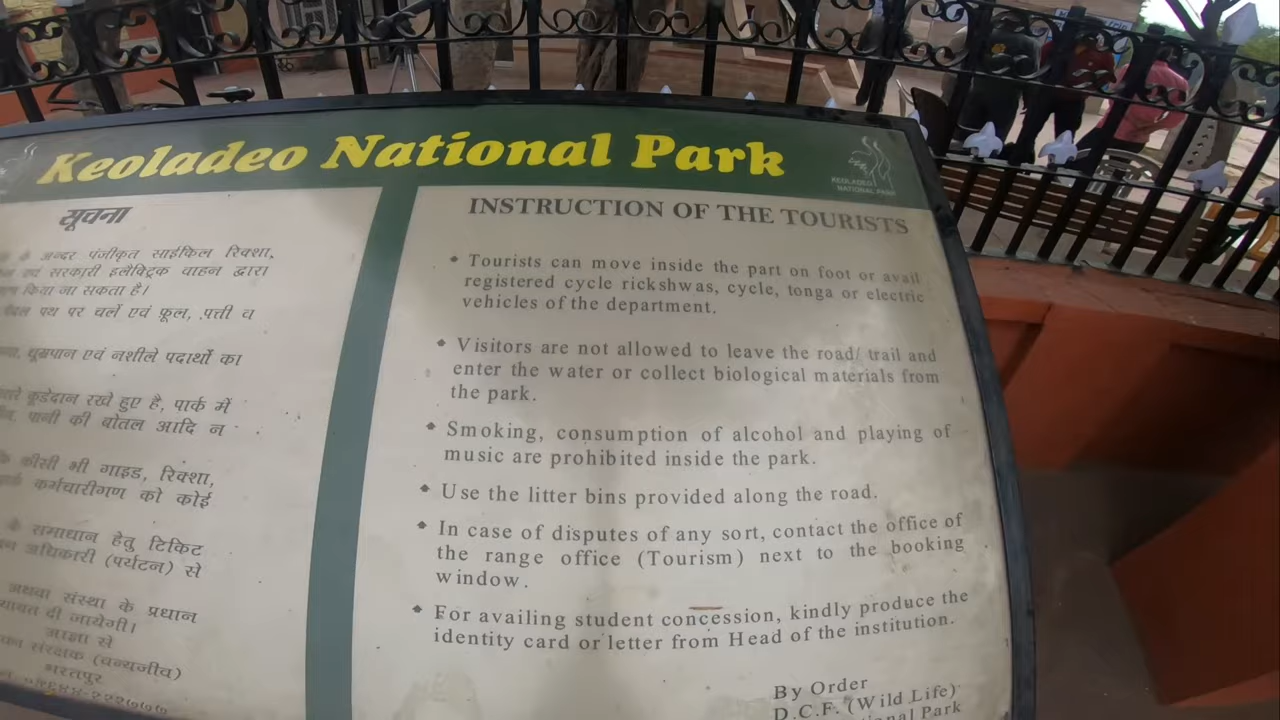 Keoladeo National Park
KEOLADEO
NATIONAL PARK
सूचना
के अन्दर पंजीकृत साईकिल रिक्शा,
एवं सरकारी इलैक्ट्रिक वाहन द्वारा
किया जा सकता है।
पैदल पथ पर चलें एवं फूल, पत्ती व
धूम्रपान एवं नशीले पदार्थों का
कूडेदान रखे हुए है, पार्क में
पानी की बोतल आदि न
कीसी भी गाइड, रिक्शा,
कर्मचारीगण को कोई
के समाधान हेतु टिकिट
अधिकारी (पर्यटन) से
अथवा संस्था के प्रधान
दी जायेगी।
आज्ञा से
संरक्षक (वन्यजीव)
भरतपुर
INSTRUCTION OF THE TOURISTS
• Tourists can move inside the part on foot or avail
registered cycle rickshwas, cycle, tonga or electric
vehicles of the department.
• Visitors are not allowed to leave the road/ trail and
enter the water or collect biological materials from
the park.
• Smoking, consumption of alcohol and playing of
music are prohibited inside the park.
• Use the litter bins provided along the road.
• In case of disputes of any sort, contact the office of
the range office (Tourism) next to the booking
window.
• For availing student concession, kindly produce the
identity card or letter from Head of the institution.
By Order
D.C.F. (Wild Life)
Park